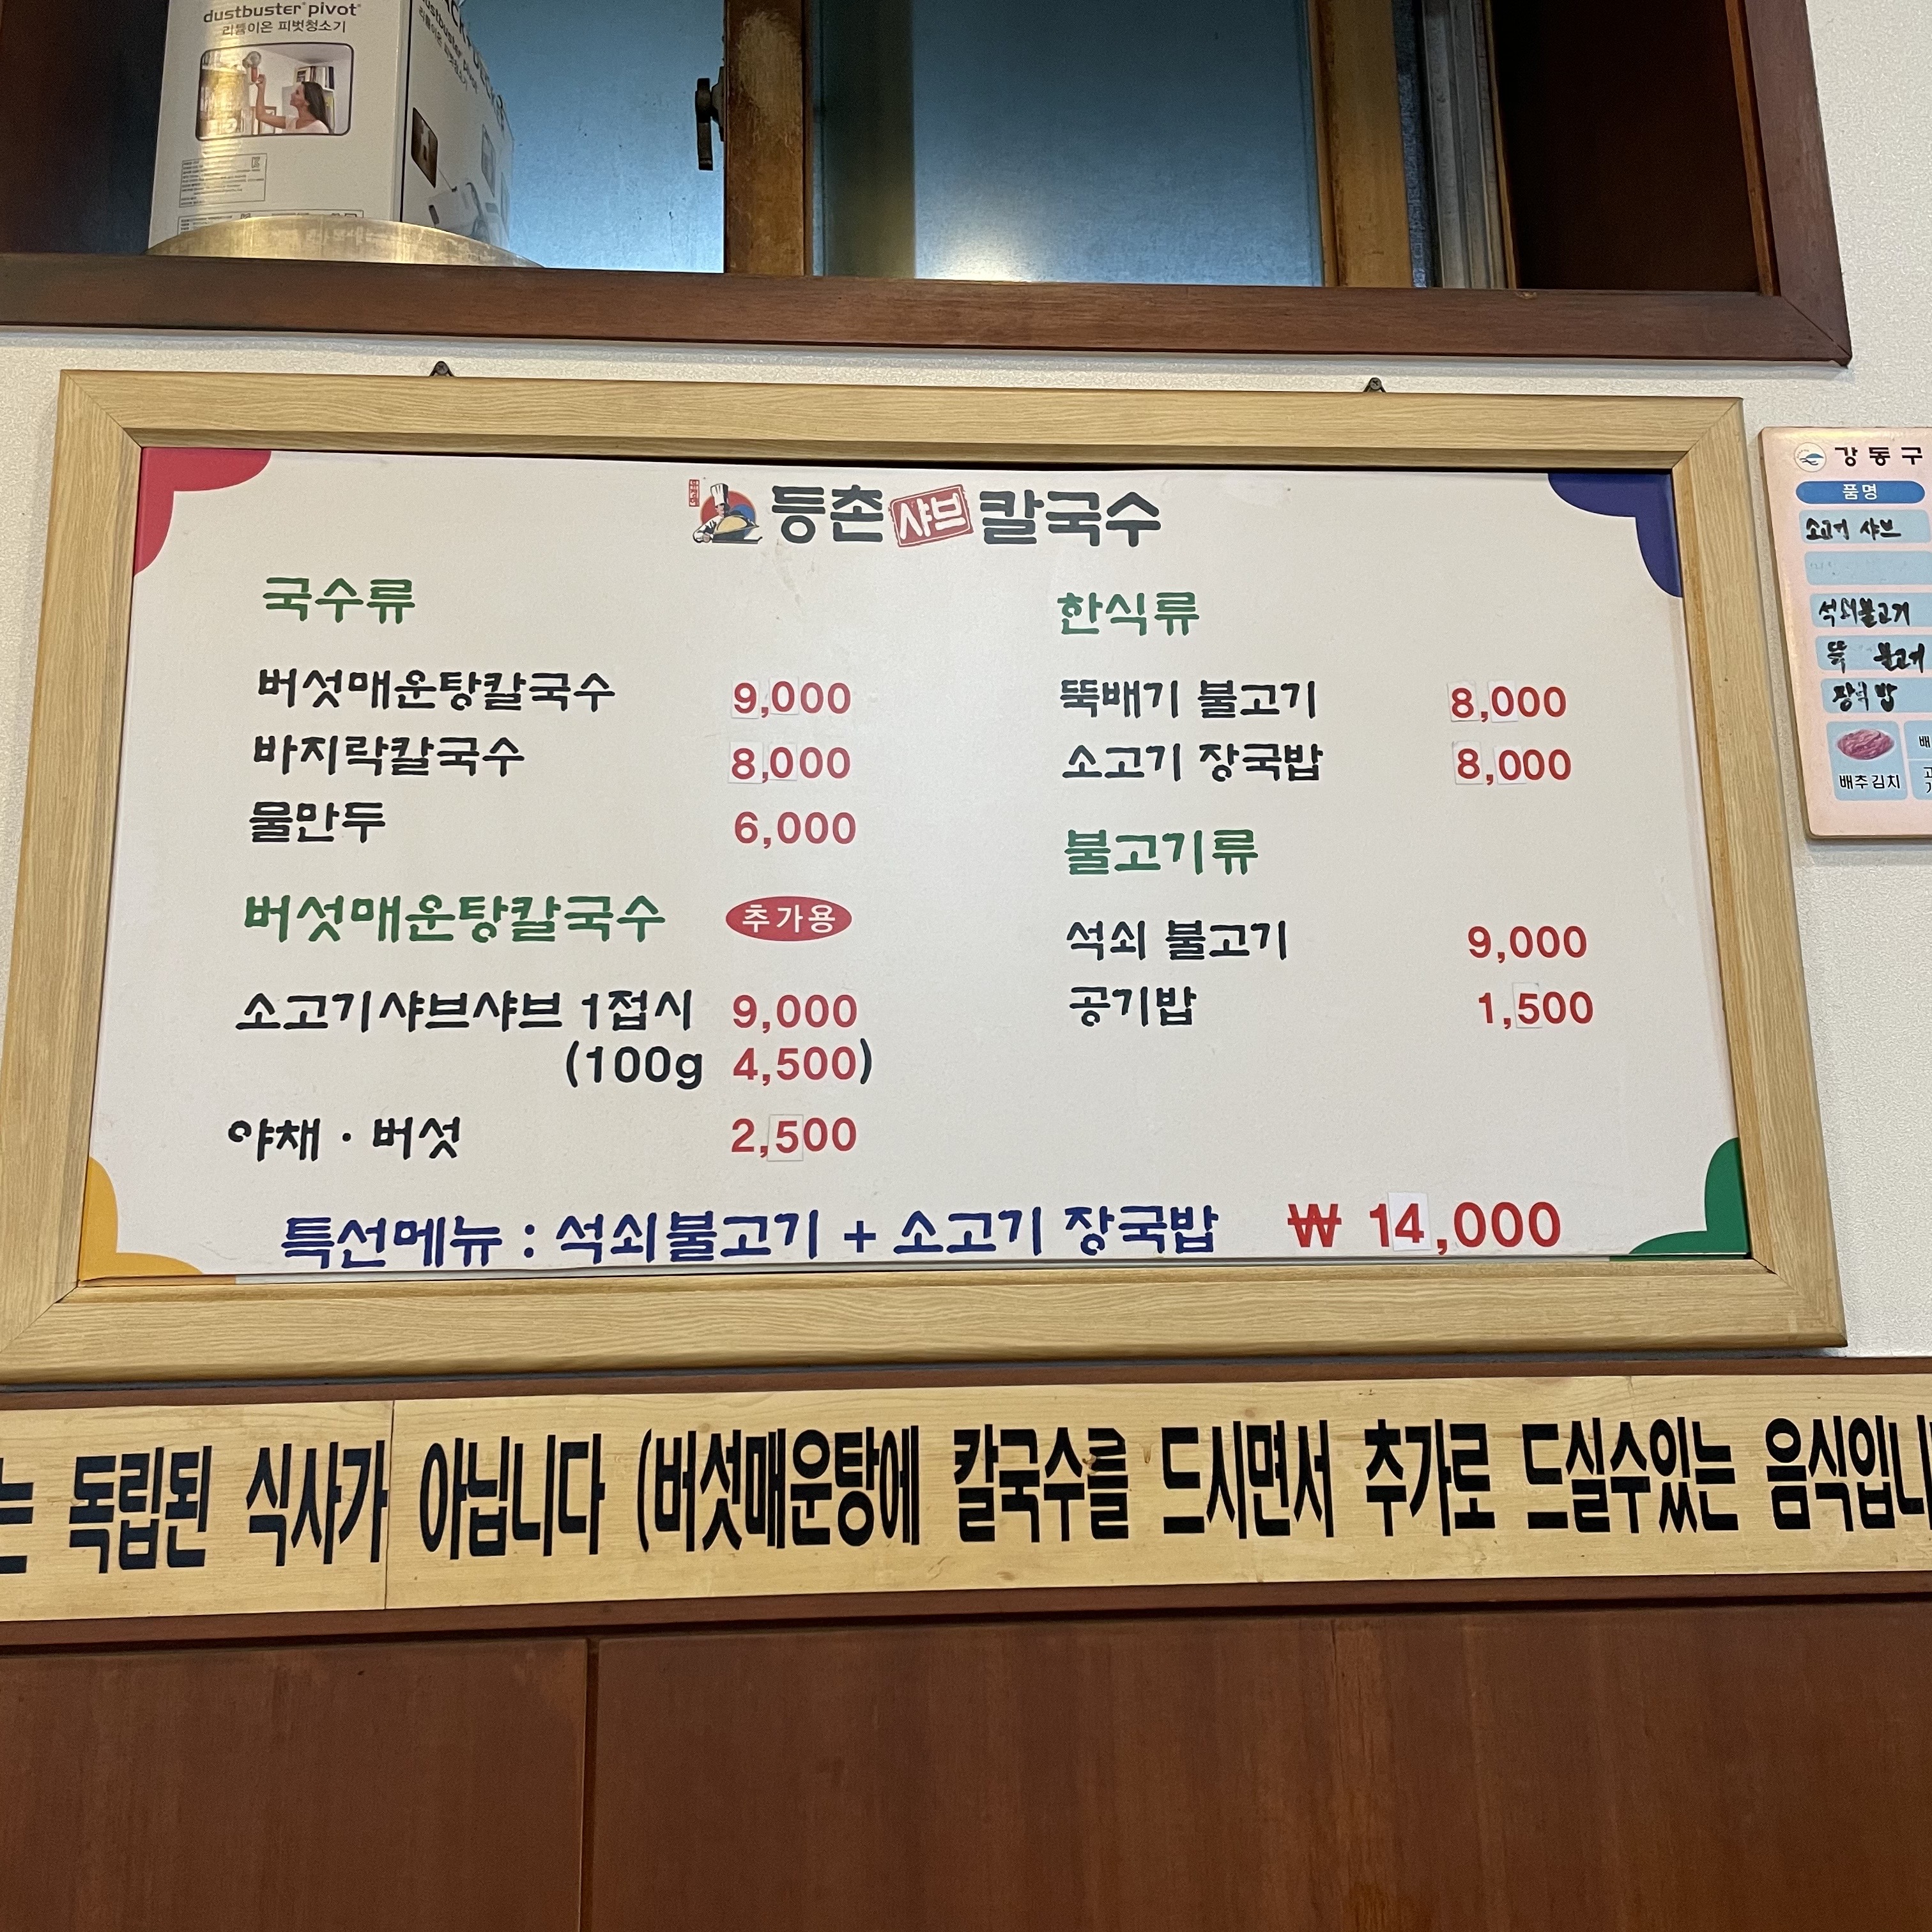 dustbuster® pivot®
리튬이온 피벗청소기
등촌 샤브 칼국수
국수류
버섯매운탕칼국수 9,000
바지락칼국수 8,000
물만두 6,000
버섯매운탕칼국수 추가용
소고기샤브샤브 1접시 9,000
(100g 4,500)
야채 · 버섯 2,500
한식류
뚝배기 불고기 8,000
소고기 장국밥 8,000
불고기류
석쇠 불고기 9,000
공기밥 1,500
특선메뉴 : 석쇠불고기 + 소고기 장국밥 ₩ 14,000
강동구
품명
소고기 샤브
석쇠불고기
뚝 불고기
장국밥
배추김치
는 독립된 식사가 아닙니다 (버섯매운탕에 칼국수를 드시면서 추가로 드실수있는 음식입니